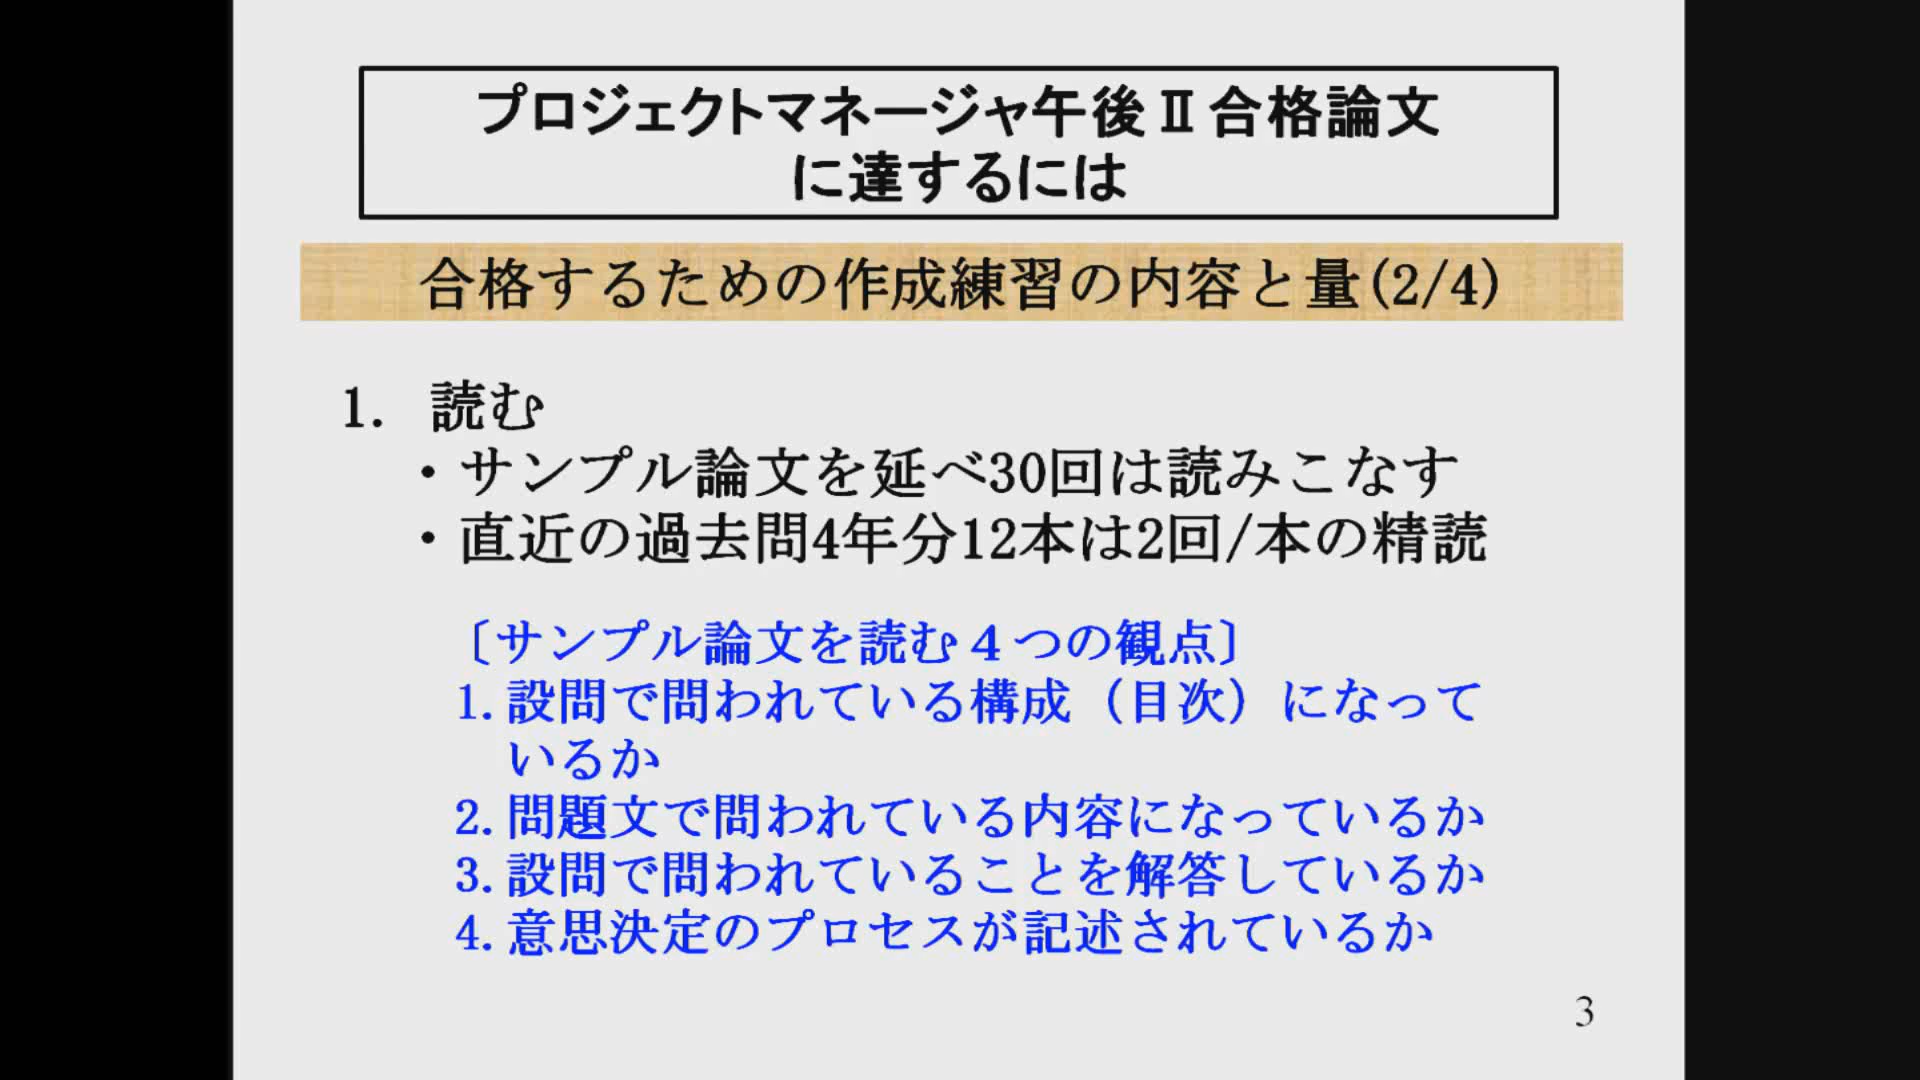 プロジェクトマネージャ午後Ⅱ合格論文
に達するには
合格するための作成練習の内容と量(2/4)
1. 読む
・サンプル論文を延べ30回は読みこなす
・直近の過去問4年分12本は2回/本の精読
〔サンプル論文を読む４つの観点〕
1.設問で問われている構成（目次）になって
いるか
2.問題文で問われている内容になっているか
3.設問で問われていることを解答しているか
4.意思決定のプロセスが記述されているか
3